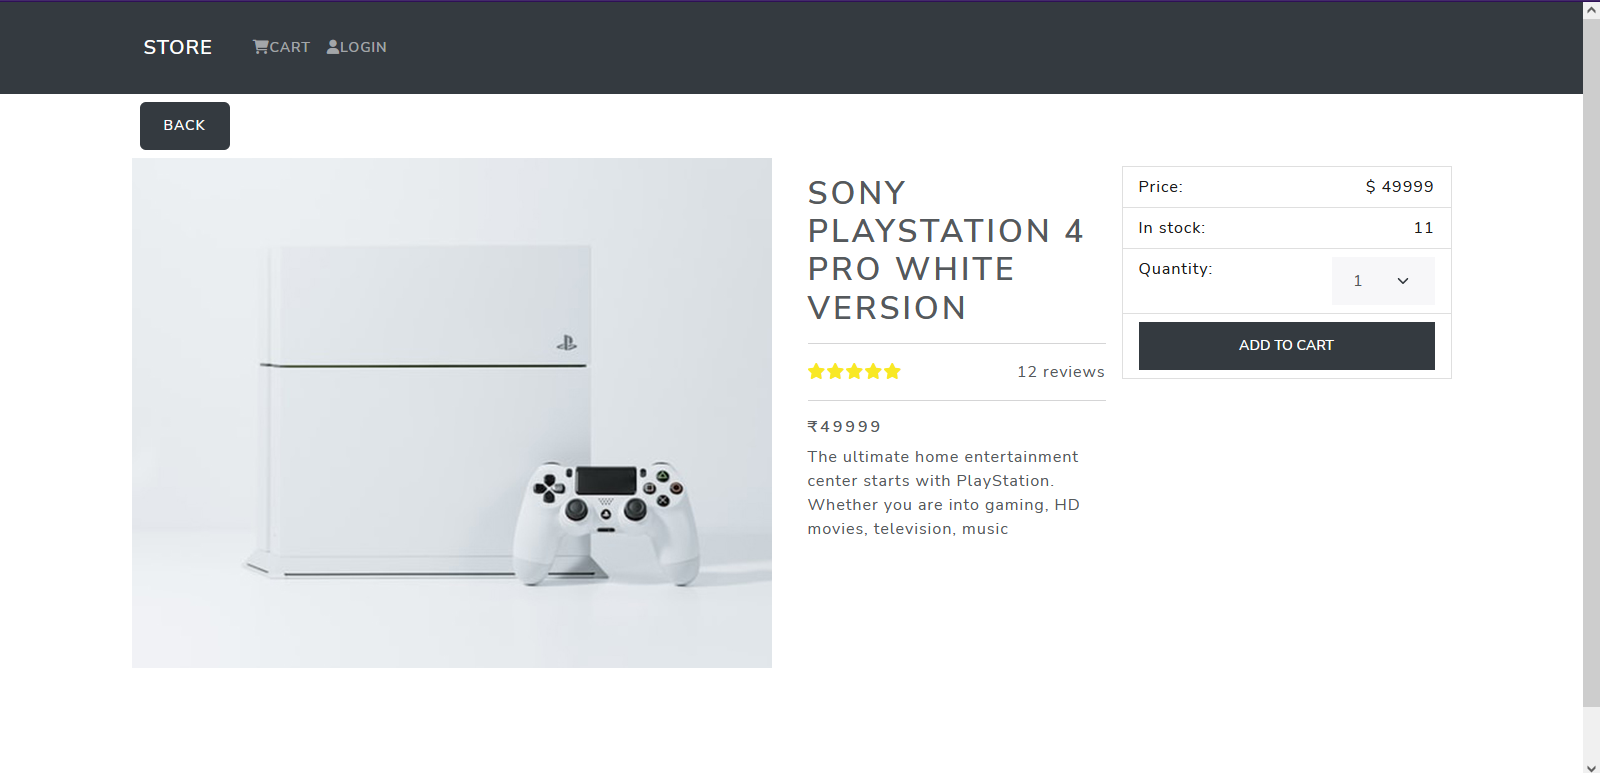 STORE CART LOGIN
BACK
SONY
PLAYSTATION 4
PRO WHITE
VERSION
12 reviews
₹49999
The ultimate home entertainment
center starts with PlayStation.
Whether you are into gaming, HD
movies, television, music
Price: $ 49999
In stock: 11
Quantity: 1
ADD TO CART